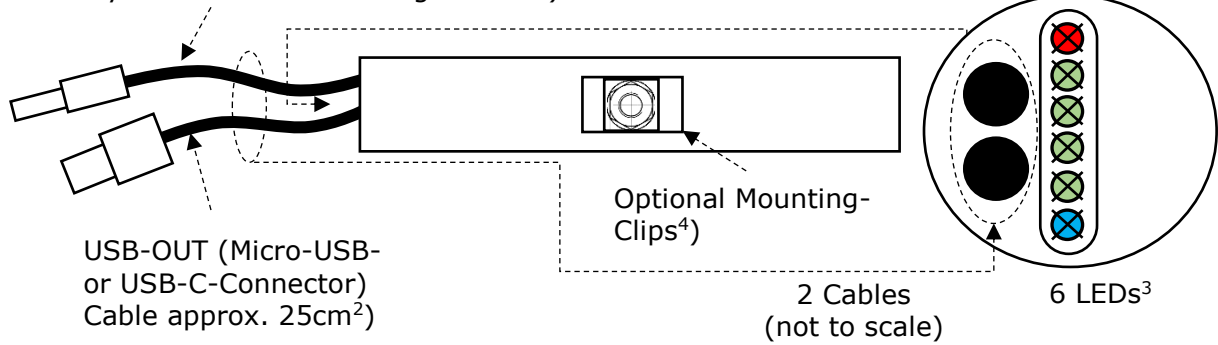 USB-OUT (Micro-USB-
or USB-C-Connector)
Cable approx. 25cm²)
Optional Mounting-
Clips⁴)
2 Cables
(not to scale)
6 LEDs³